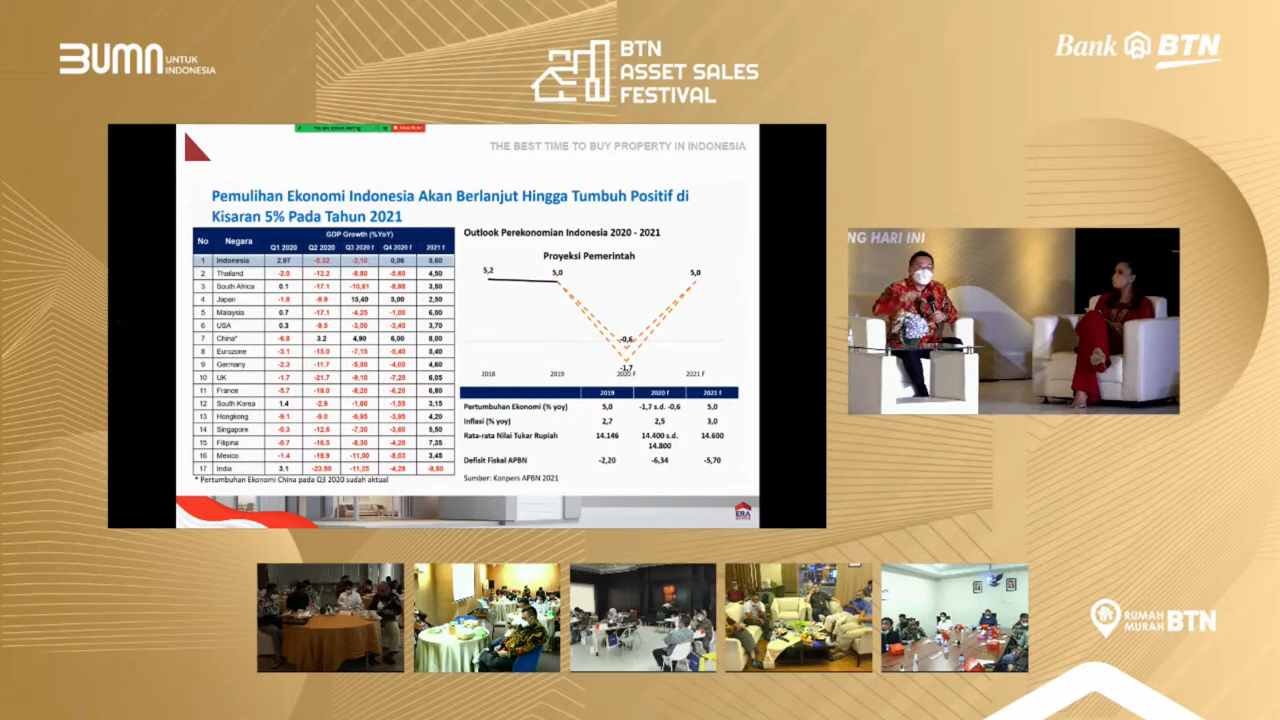 BUMN UNTUK INDONESIA
BTN
ASSET SALES
FESTIVAL
Bank BTN
THE BEST TIME TO BUY PROPERTY IN INDONESIA
Pemulihan Ekonomi Indonesia Akan Berlanjut Hingga Tumbuh Positif di
Kisaran 5% Pada Tahun 2021
No Negara GDP Growth (%YoY)
Q1 2020 Q2 2020 Q3 2020 f Q4 2020 f 2021 f
1 Indonesia 2.97 -5.32 -2,10 0,06
2 Thailand -2.0 -12.2 -8,80 -5,60 4,50
3 South Africa 0.1 -17.1 -10,81 -8,98 3,50
4 Japan -1.8 -9.9 15,40 5,00 2,50
5 Malaysia 0.7 -17.1 -4,25 -1,00 6,00
6 USA 0.3 -9.5 -3,50 -3,40 3,70
7 China* -6.8 3.2 4,90 6,00 8,00
8 Eurozone -3.1 -15.0 -7,15 -5,40 5,40
9 Germany -2.3 -11.7 -5,50 -4,00 4,60
10 UK -1.7 -21.7 -9,10 -7,20 6,05
11 France -5.7 -19.0 -8,20 -6,20 6,80
12 South Korea 1.4 -2.9 -1,60 -1,55 3,15
13 Hongkong -9.1 -9.0 -6,95 -3,95 4,20
14 Singapore -0.3 -12.6 -7,30 -3,60 5,50
15 Filipina -0.7 -16.5 -8,30 -4,20 7,35
16 Mexico -1.4 -18.9 -11,00 -8,03 3,45
17 India 3.1 -23.90 -11,25 -4,28 -8,60
* Pertumbuhan Ekonomi China pada Q3 2020 sudah aktual
Outlook Perekonomian Indonesia 2020 - 2021
Proyeksi Pemerintah
5,2 5,0 5,0
-0,6
-1,7
2018 2019 2020 F 2021 F
2019 2020 f 2021 f
Pertumbuhan Ekonomi (% yoy) 5,0 -1,7 s.d. -0,6 5,0
Inflasi (% yoy) 2,7 2,5 3,0
Rata-rata Nilai Tukar Rupiah 14.146 14.400 s.d. 14.600
14.800
Defisit Fiskal APBN -2,20 -6,34 -5,70
Sumber: Konpers APBN 2021
ERA
NG HARI INI
RUMAH
MURAH BTN